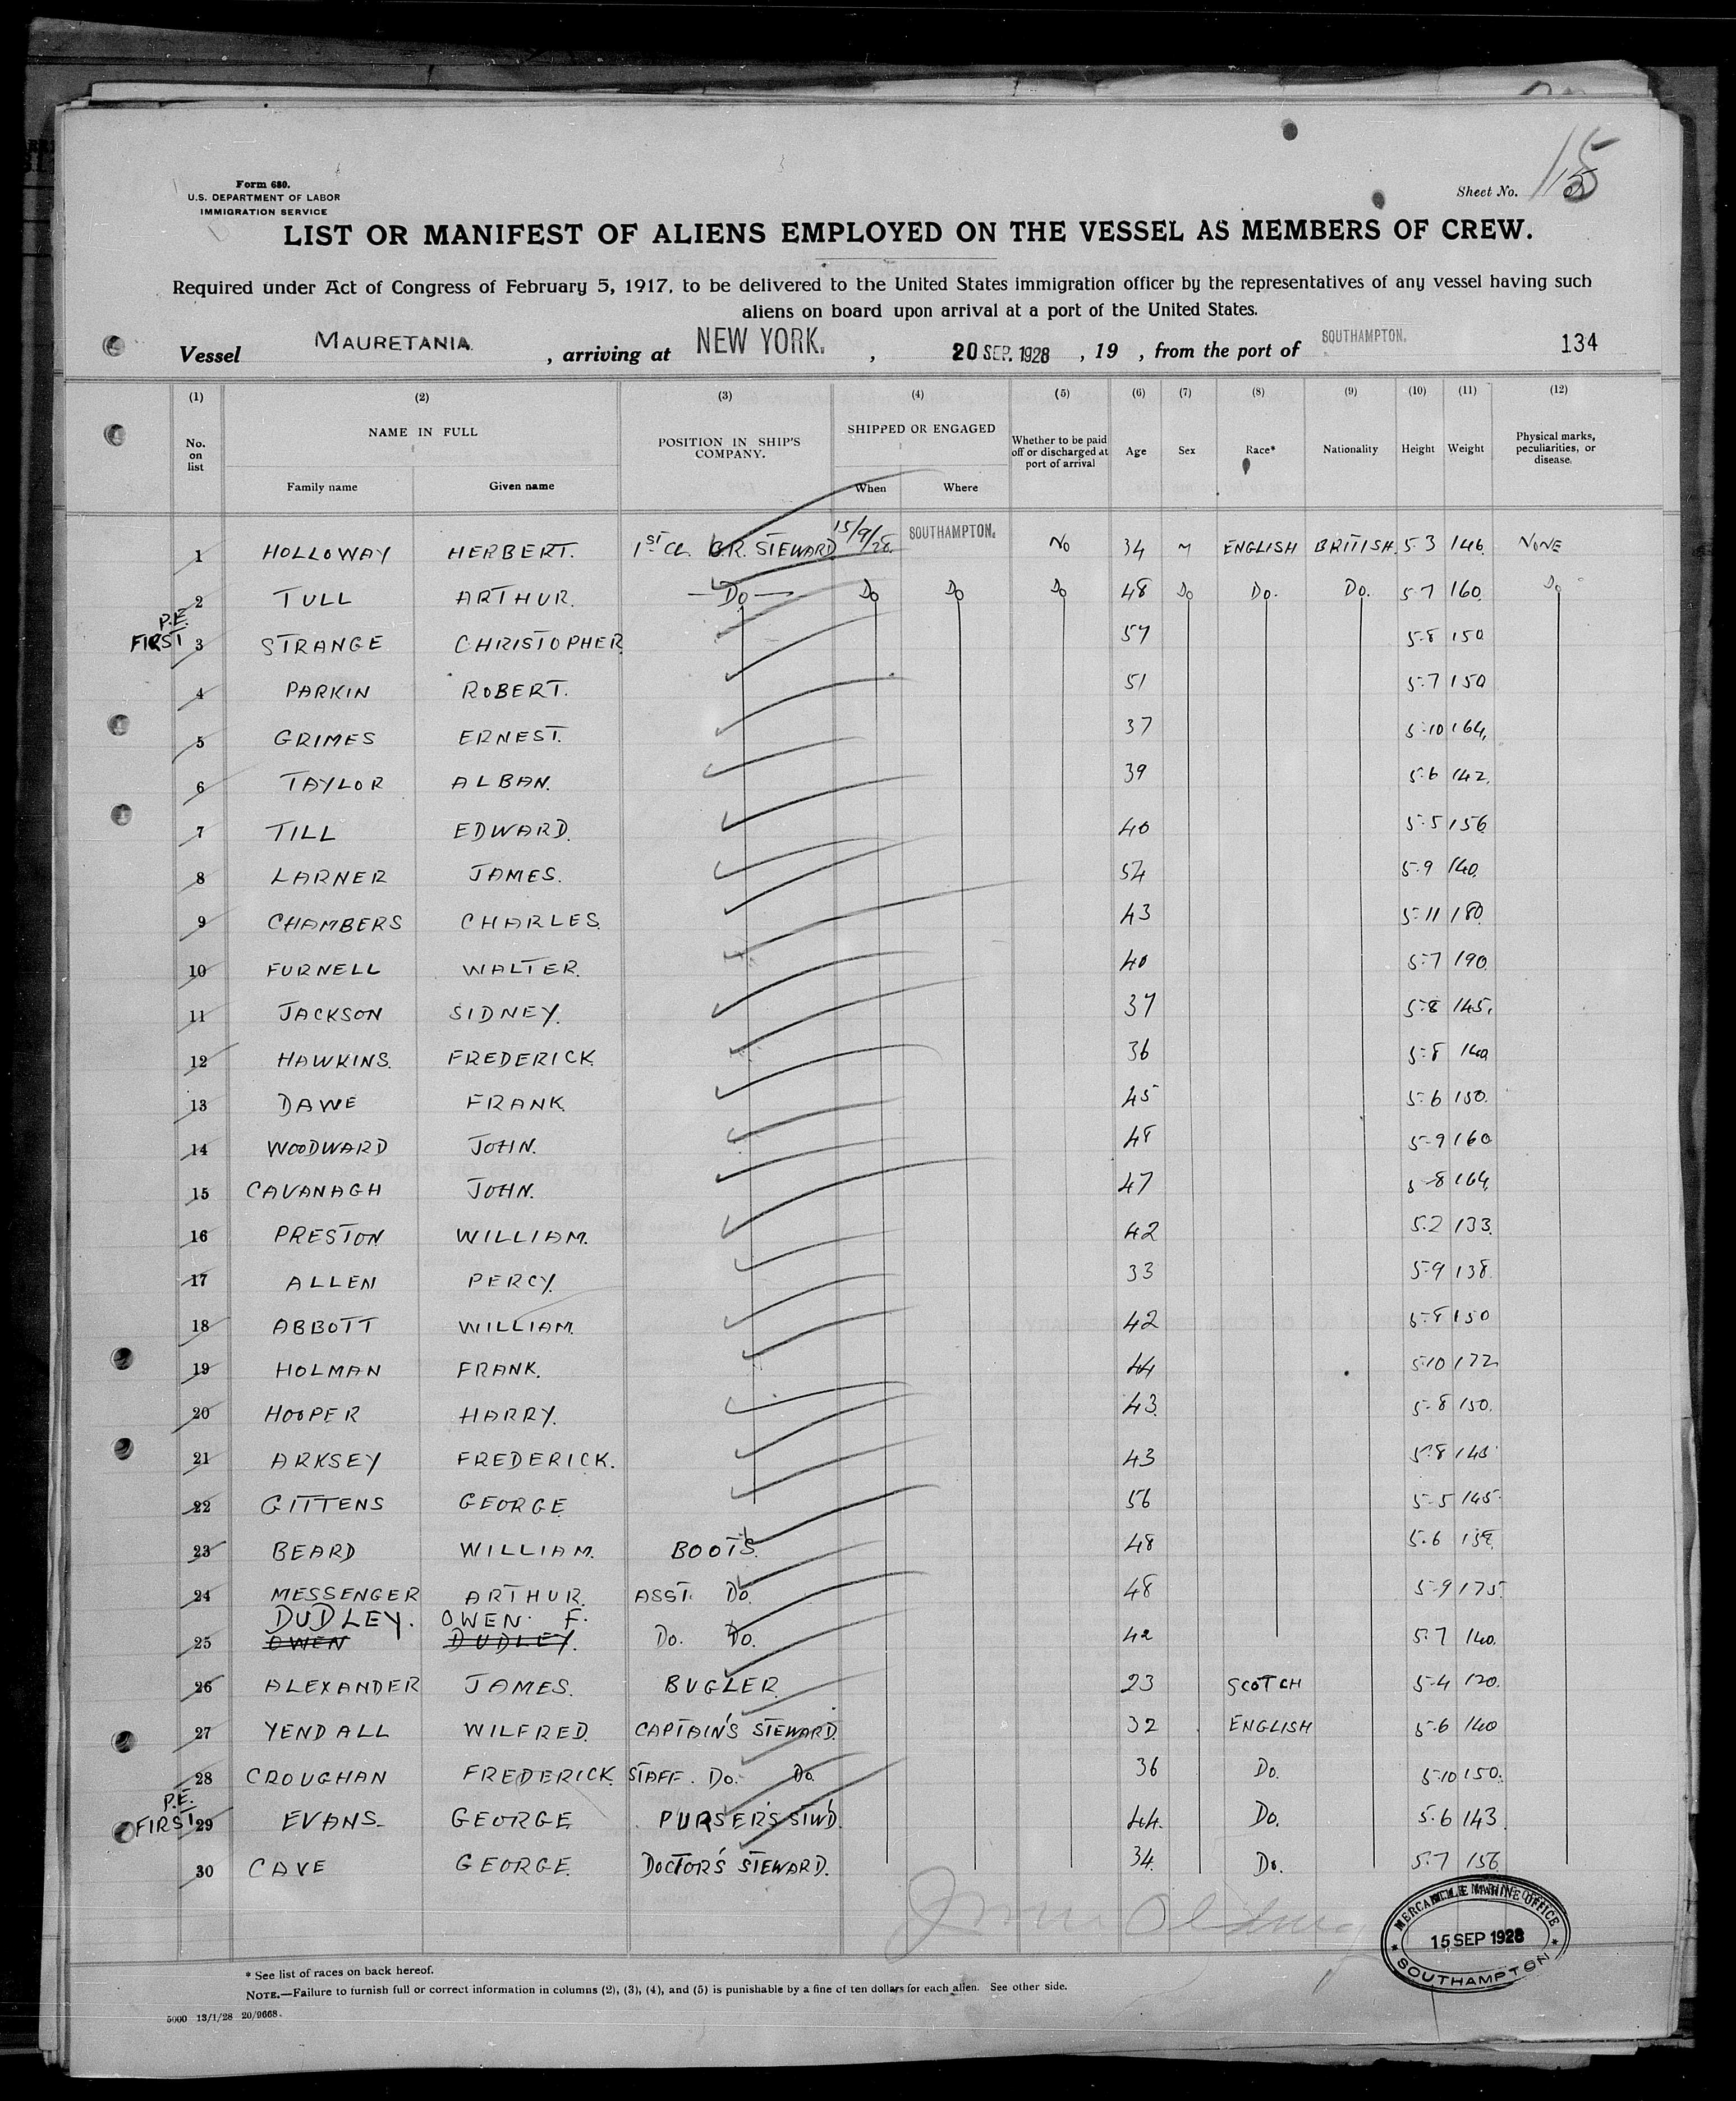 Form 680.
U.S. DEPARTMENT OF LABOR
IMMIGRATION SERVICE
Sheet No. 15
LIST OR MANIFEST OF ALIENS EMPLOYED ON THE VESSEL AS MEMBERS OF CREW.
Required under Act of Congress of February 5, 1917, to be delivered to the United States immigration officer by the representatives of any vessel having such
aliens on board upon arrival at a port of the United States.
Vessel MAURETANIA , arriving at NEW YORK. , 20 SEP. 1928 , 19 , from the port of SOUTHAMPTON. 134
(1) (2) (3) (4) (5) (6) (7) (8) (9) (10) (11) (12)
No. on list NAME IN FULL Family name Given name POSITION IN SHIP'S COMPANY. SHIPPED OR ENGAGED When Where Whether to be paid off or discharged at port of arrival Age Sex Race* Nationality Height Weight Physical marks, peculiarities, or disease.
1 HOLLOWAY HERBERT. 1ST CL. B.R. STEWARD 15/9/28. SOUTHAMPTON. NO 34 M ENGLISH BRITISH. 5 3 146. NONE
2 TULL ARTHUR. — Do — Do Do Do 48 Do Do. Do. 5-7 160. Do
P.E.
FIRST 3 STRANGE CHRISTOPHER. 57 5-8 150
4 PARKIN ROBERT. 51 5-7 150
5 GRIMES ERNEST. 37 5-10 164,
6 TAYLOR ALBAN. 39 5-6 142.
7 TILL EDWARD. 40 5-5 156
8 LARNER JAMES. 54 5-9 140.
9 CHAMBERS CHARLES. 43 5-11 180.
10 FURNELL WALTER. 40 5-7 190.
11 JACKSON SIDNEY. 37 5-8 145.
12 HAWKINS. FREDERICK. 36 5-8 140
13 DAWE FRANK. 45 5-6 150.
14 WOODWARD JOHN. 48 5-9 160
15 CAVANAGH JOHN. 47 5-8 164.
16 PRESTON WILLIAM. 42 5.2 133.
17 ALLEN PERCY. 33 5-9 138.
18 ABBOTT WILLIAM. 42 5-8 150
19 HOLMAN FRANK. 44 5-10 172
20 HOOPER HARRY. 43. 5-8 150.
21 ARKSEY FREDERICK. 43 5-8
22 GITTENS GEORGE 56 5-5 145.
23 BEARD WILLIAM. BOOTS. 48 5.6
24 MESSENGER ARTHUR. ASST. Do. 48 5-9 175.
DUDLEY. OWEN. F.
25 OWEN DUDLEY. Do. Do. 42 5.7 140.
26 ALEXANDER JAMES. BUGLER 23 SCOTCH 5-4 120.
27 YENDALL WILFRED. CAPTAIN'S STEWARD. 32 ENGLISH 5.6 140
28 CROUGHAN FREDERICK. STAFF. Do. Do. 36 Do. 5-10 150.
P.E.
FIRST 29 EVANS- GEORGE. PURSER'S STWD. 44. Do. 5.6 143
30 CAVE GEORGE. DOCTOR'S STEWARD. 34. Do. 5.7 156
MERCANTILE MARINE OFFICE
15 SEP 1928
SOUTHAMPTON
* See list of races on back hereof.
NOTE.—Failure to furnish full or correct information in columns (2), (3), (4), and (5) is punishable by a fine of ten dollars for each alien. See other side.
5000 13/1/28 20/9668.